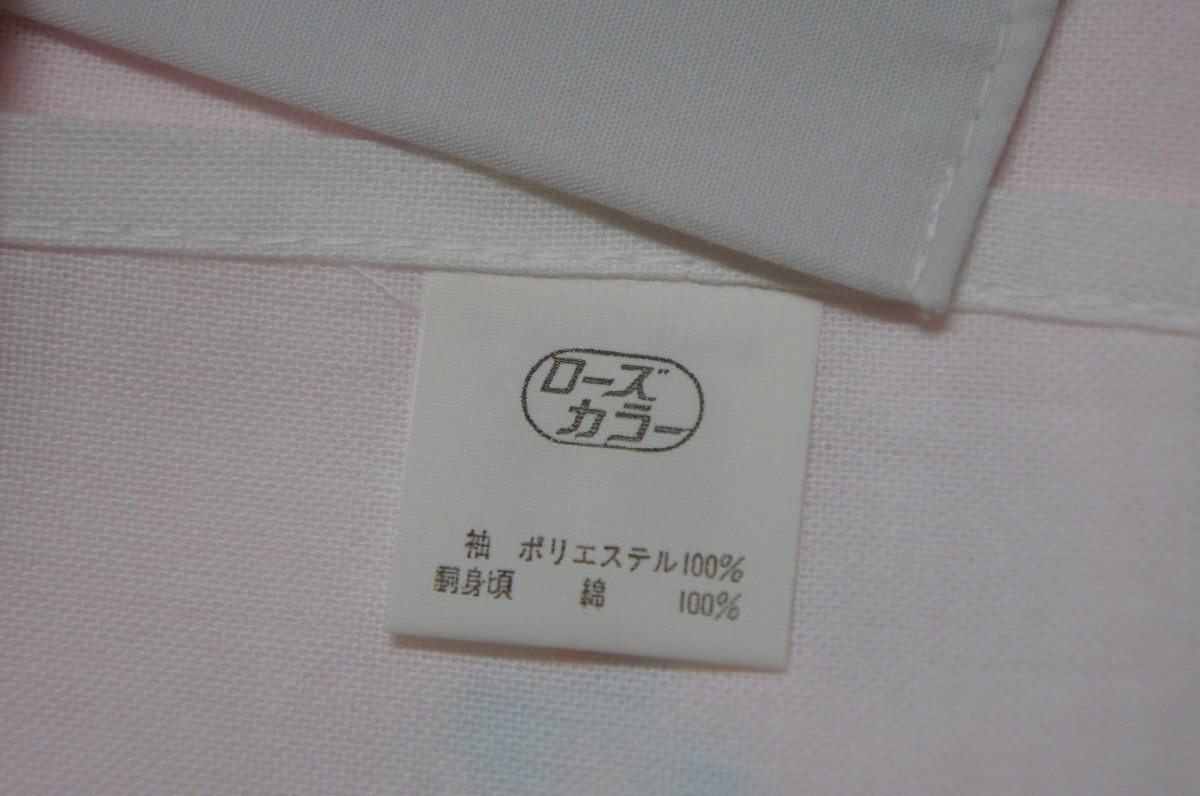 ローズ
カラー
袖 ポリエステル100%
胴身頃 綿 100%